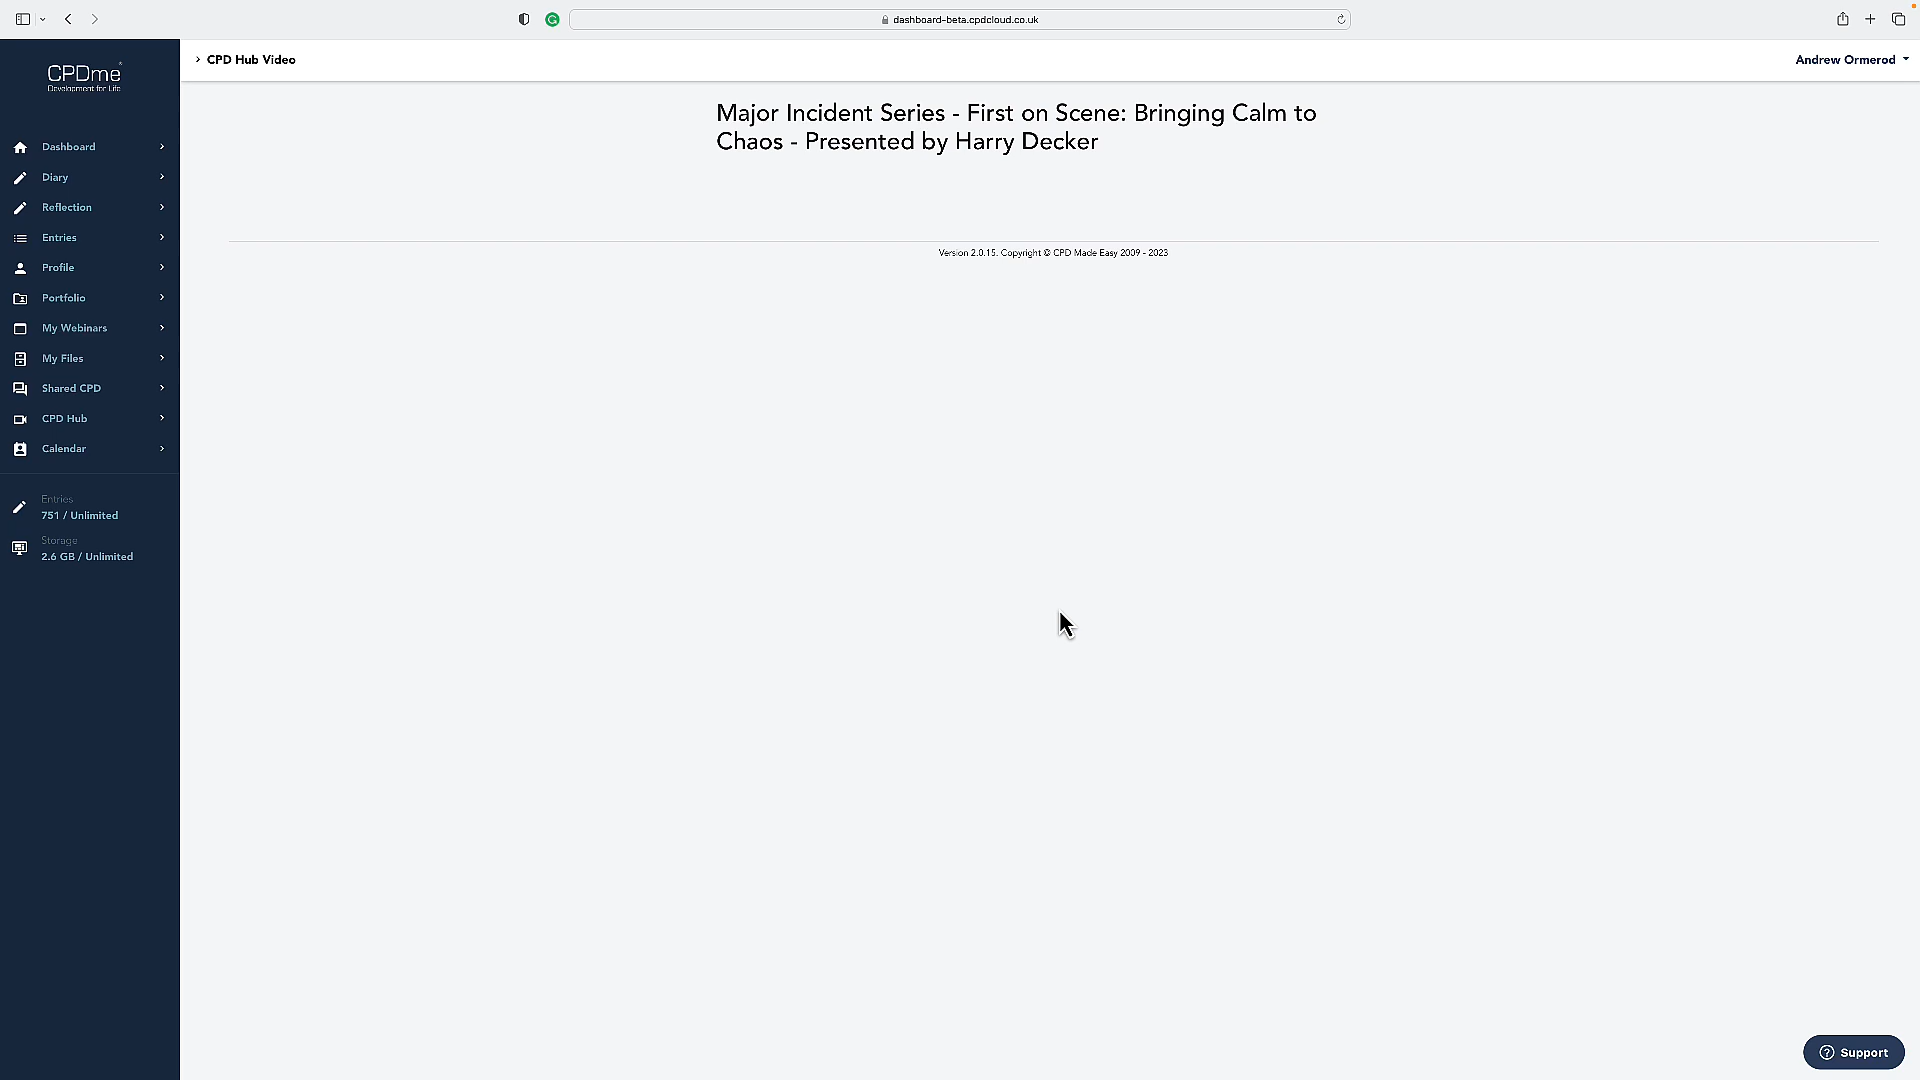 dashboard-beta.cpdcloud.co.uk
CPDme®
Development for Life
CPD Hub Video
Andrew Ormerod
Major Incident Series - First on Scene: Bringing Calm to
Chaos - Presented by Harry Decker
Dashboard
Diary
Reflection
Entries
Profile
Portfolio
My Webinars
My Files
Shared CPD
CPD Hub
Calendar
Entries
751 / Unlimited
Storage
2.6 GB / Unlimited
Version 2.0.15. Copyright © CPD Made Easy 2009 - 2023
Support